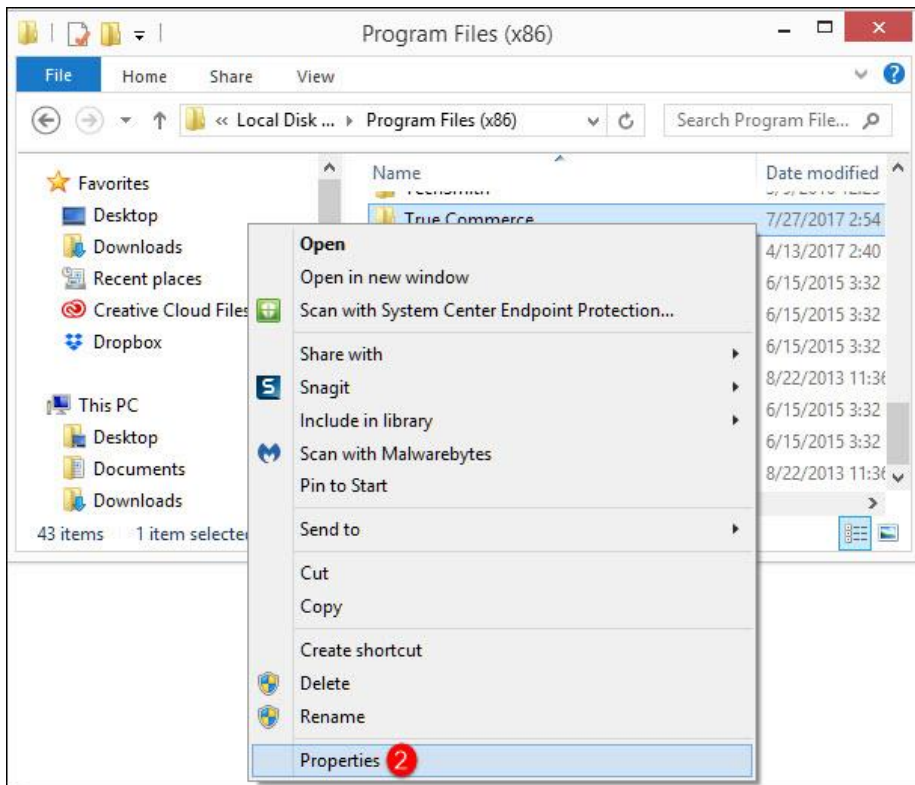 Program Files (x86)
File Home Share View
« Local Disk ... Program Files (x86) Search Program File...
Favorites
Desktop
Downloads
Recent places
Creative Cloud Files
Dropbox
This PC
Desktop
Documents
Downloads
Name Date modified
TechSmith
True Commerce 7/27/2017 2:54
4/13/2017 2:40
6/15/2015 3:32
6/15/2015 3:32
6/15/2015 3:32
8/22/2013 11:36
6/15/2015 3:32
6/15/2015 3:32
8/22/2013 11:36
Open
Open in new window
Scan with System Center Endpoint Protection...
Share with
Snagit
Include in library
Scan with Malwarebytes
Pin to Start
Send to
Cut
Copy
Create shortcut
Delete
Rename
Properties 2
43 items 1 item selected